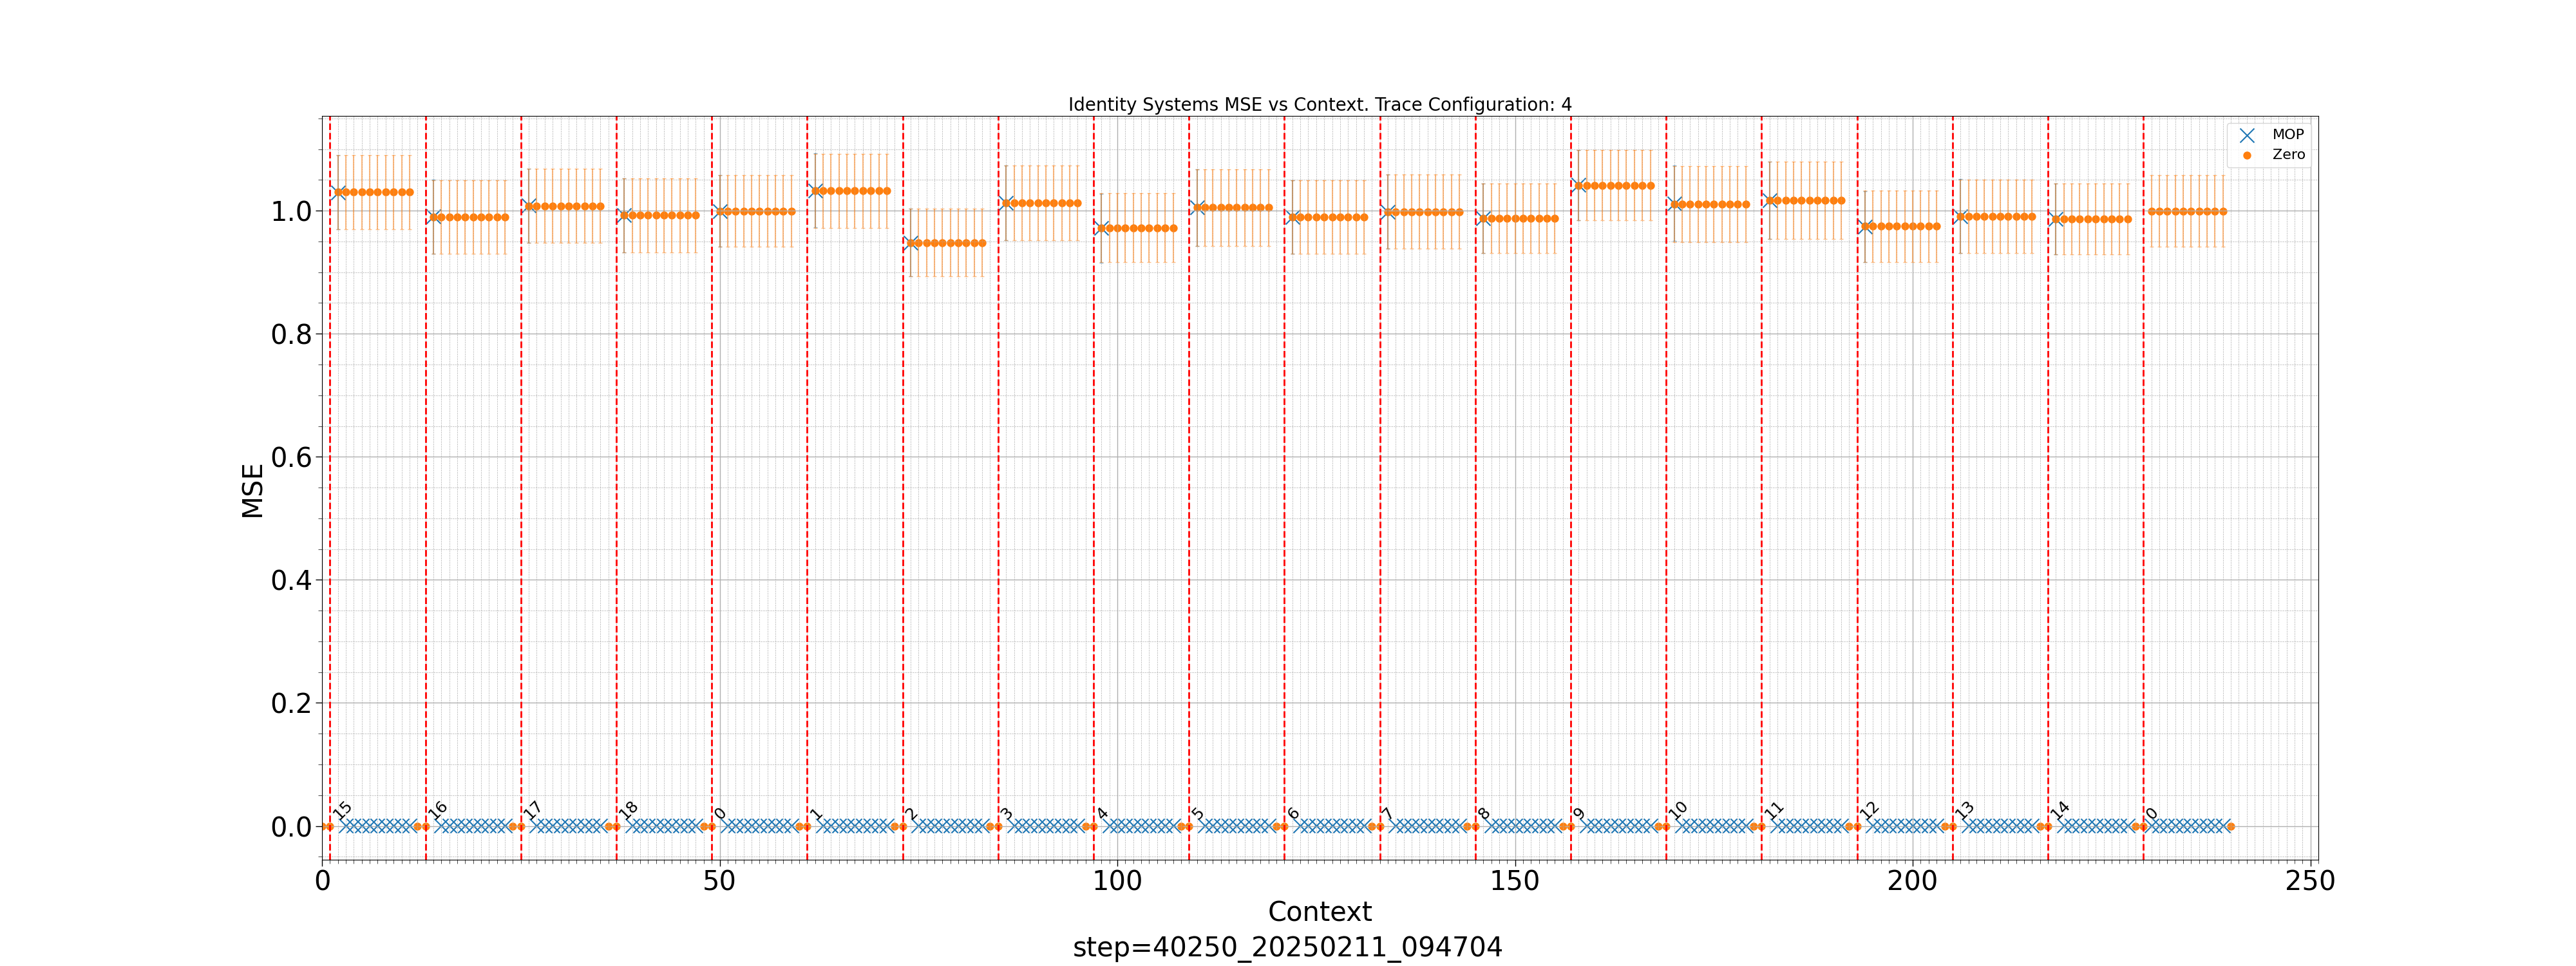 Identity Systems MSE vs Context. Trace Configuration: 4
MOP
Zero
1.0
0.8
0.6
0.4
0.2
0.0
MSE
15 16 17 18 0 1 2 3 4 5 6 7 8 9 10 11 12 13 14 0
0 50 100 150 200 250
Context
step=40250_20250211_094704